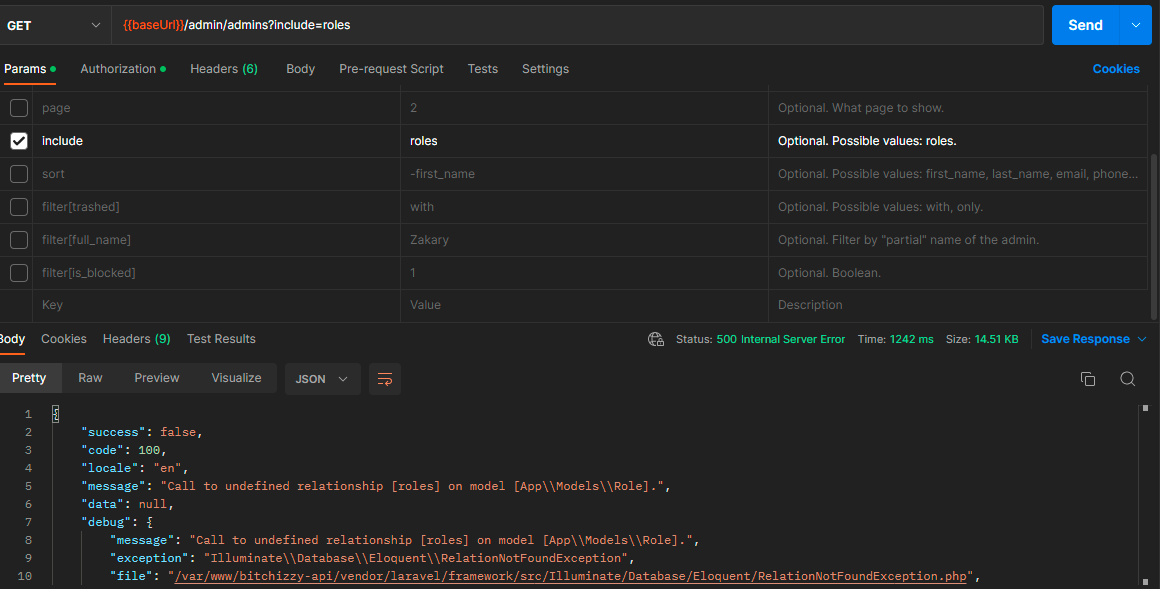 GET {{baseUrl}}/admin/admins?include=roles Send
Params Authorization Headers (6) Body Pre-request Script Tests Settings Cookies
page 2 Optional. What page to show.
include roles Optional. Possible values: roles.
sort -first_name Optional. Possible values: first_name, last_name, email, phone...
filter[trashed] with Optional. Possible values: with, only.
filter[full_name] Zakary Optional. Filter by "partial" name of the admin.
filter[is_blocked] 1 Optional. Boolean.
Key Value Description
Body Cookies Headers (9) Test Results Status: 500 Internal Server Error Time: 1242 ms Size: 14.51 KB Save Response
Pretty Raw Preview Visualize JSON
1 {
2 "success": false,
3 "code": 100,
4 "locale": "en",
5 "message": "Call to undefined relationship [roles] on model [App\\Models\\Role].",
6 "data": null,
7 "debug": {
8 "message": "Call to undefined relationship [roles] on model [App\\Models\\Role].",
9 "exception": "Illuminate\\Database\\Eloquent\\RelationNotFoundException",
10 "file": "/var/www/bitchizzy-api/vendor/laravel/framework/src/Illuminate/Database/Eloquent/RelationNotFoundException.php",